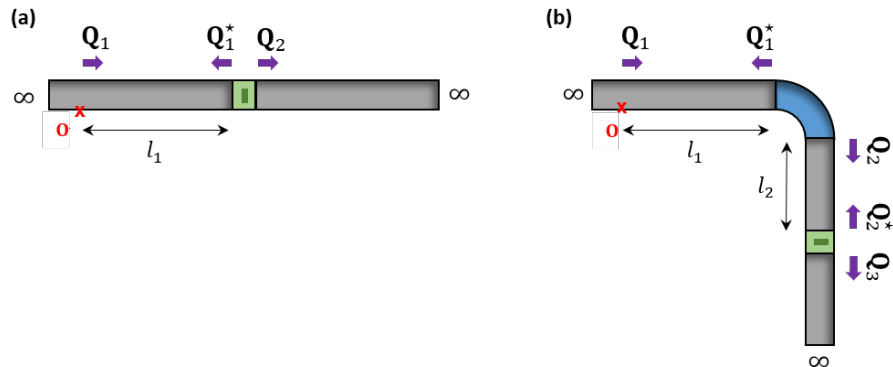 (a)
Q₁ Q₁⋆ Q₂
∞ ∞
x
O
l₁
(b)
Q₁ Q₁⋆
∞
x
O
l₁
l₂
Q₂
Q₂⋆
Q₃
∞